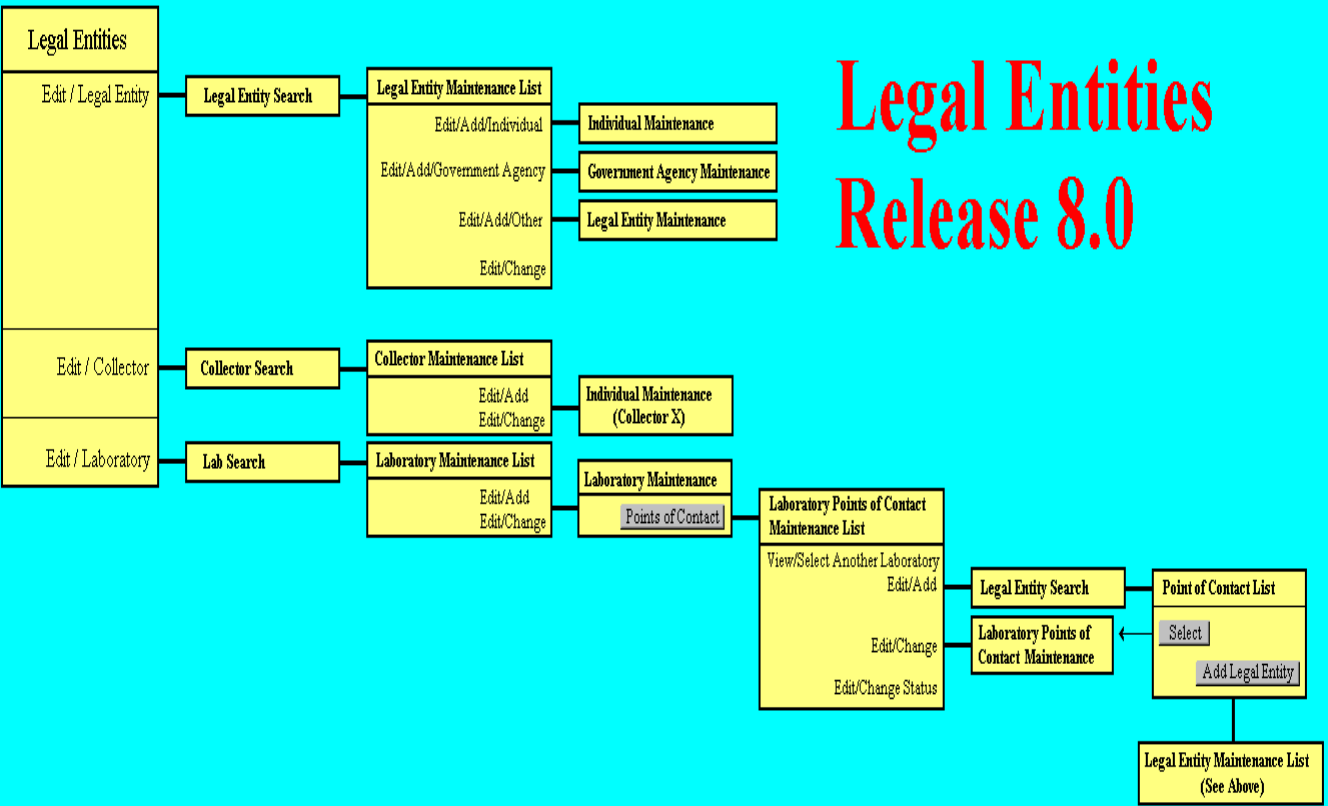 Legal Entities
Edit / Legal Entity
Legal Entity Search
Legal Entity Maintenance List
Edit/Add/Individual
Individual Maintenance
Edit/Add/Government Agency
Government Agency Maintenance
Edit/Add/Other
Legal Entity Maintenance
Edit/Change
Legal Entities
Release 8.0
Edit / Collector
Collector Search
Collector Maintenance List
Edit/Add
Edit/Change
Individual Maintenance
(Collector X)
Edit / Laboratory
Lab Search
Laboratory Maintenance List
Edit/Add
Edit/Change
Laboratory Maintenance
Points of Contact
Laboratory Points of Contact
Maintenance List
View/Select Another Laboratory
Edit/Add
Edit/Change
Edit/Change Status
Legal Entity Search
Laboratory Points of
Contact Maintenance
Point of Contact List
Select
Add Legal Entity
Legal Entity Maintenance List
(See Above)